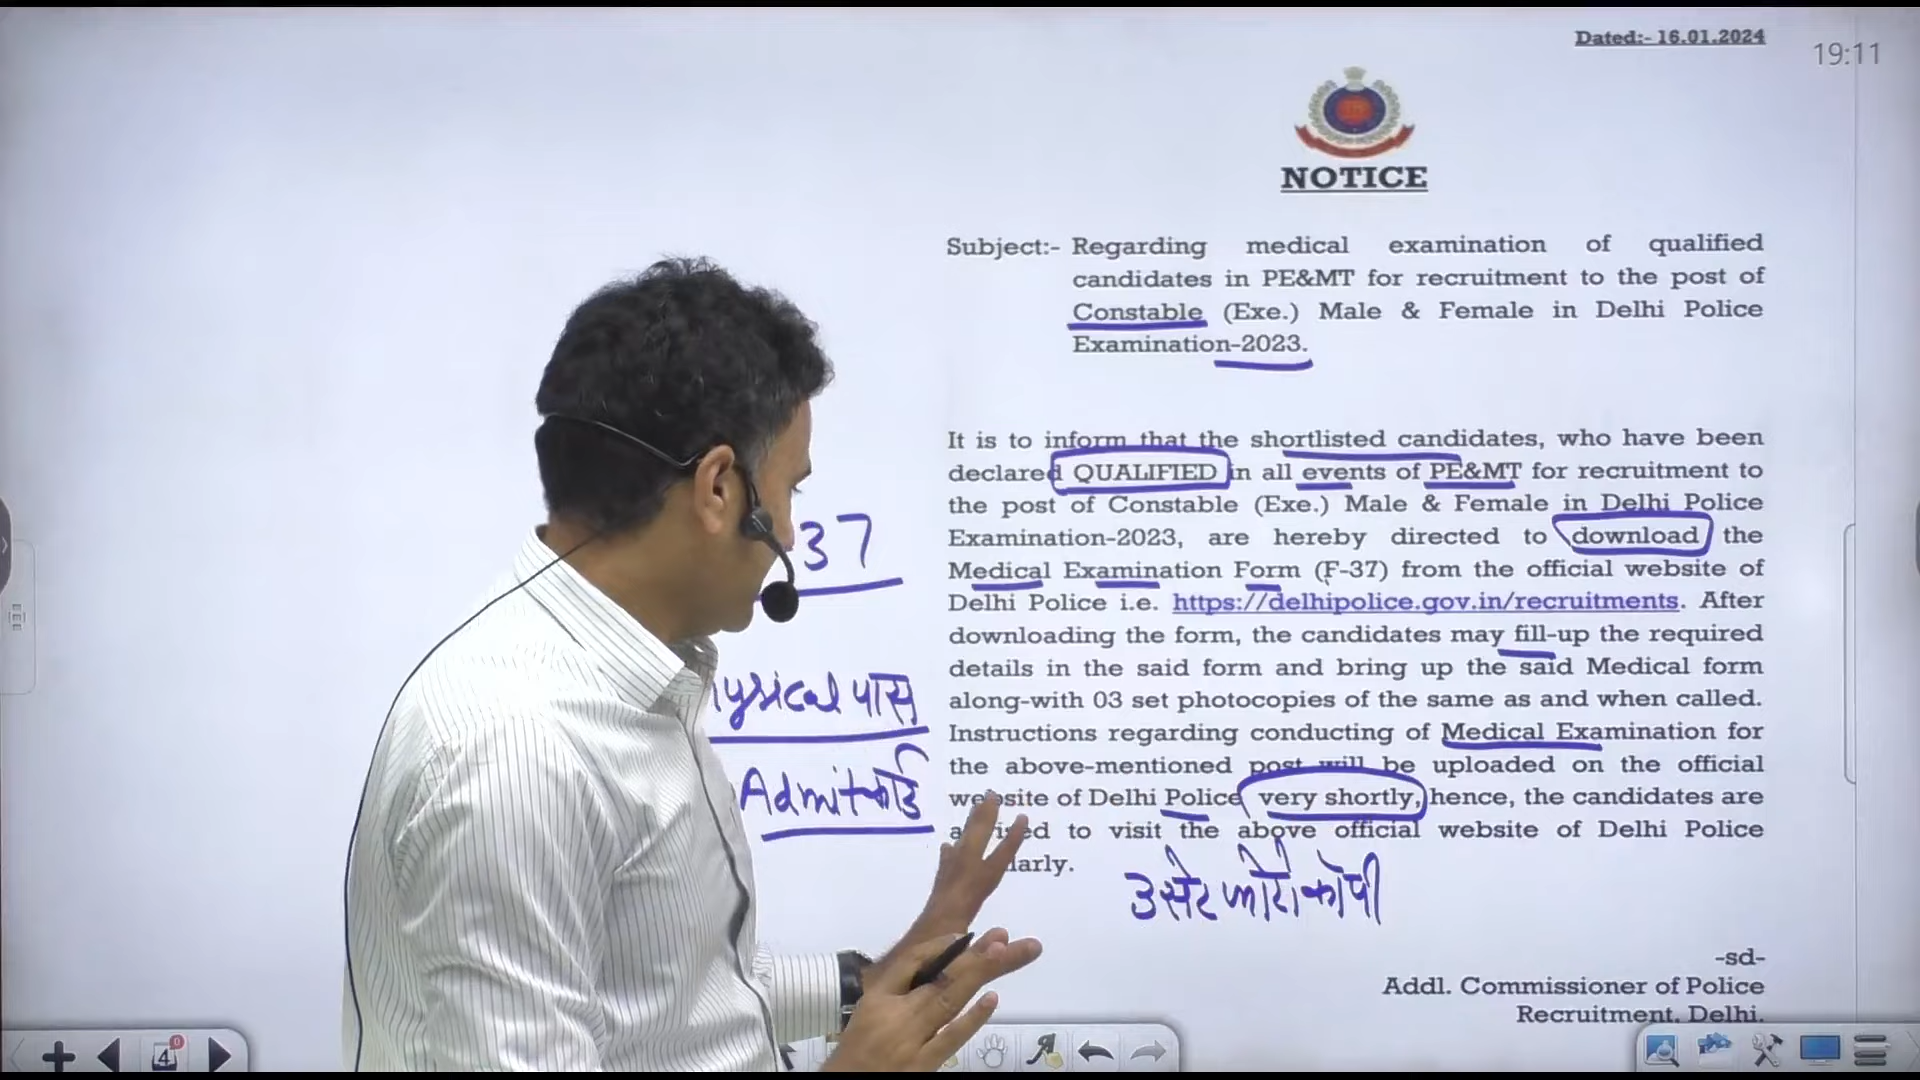 Dated:- 16.01.2024
19:11
NOTICE
Subject:- Regarding medical examination of qualified
candidates in PE&MT for recruitment to the post of
Constable (Exe.) Male & Female in Delhi Police
Examination-2023.
It is to inform that the shortlisted candidates, who have been
declared QUALIFIED in all events of PE&MT for recruitment to
the post of Constable (Exe.) Male & Female in Delhi Police
Examination-2023, are hereby directed to download the
Medical Examination Form (F-37) from the official website of
Delhi Police i.e. https://delhipolice.gov.in/recruitments. After
downloading the form, the candidates may fill-up the required
details in the said form and bring up the said Medical form
along-with 03 set photocopies of the same as and when called.
Instructions regarding conducting of Medical Examination for
the above-mentioned post will be uploaded on the official
website of Delhi Police very shortly, hence, the candidates are
to visit the above official website of Delhi Police
larly.
37
ysical पास
Admit कार्ड
3 सेट फोटो कॉपी
-sd-
Addl. Commissioner of Police
Recruitment, Delhi.
4
0